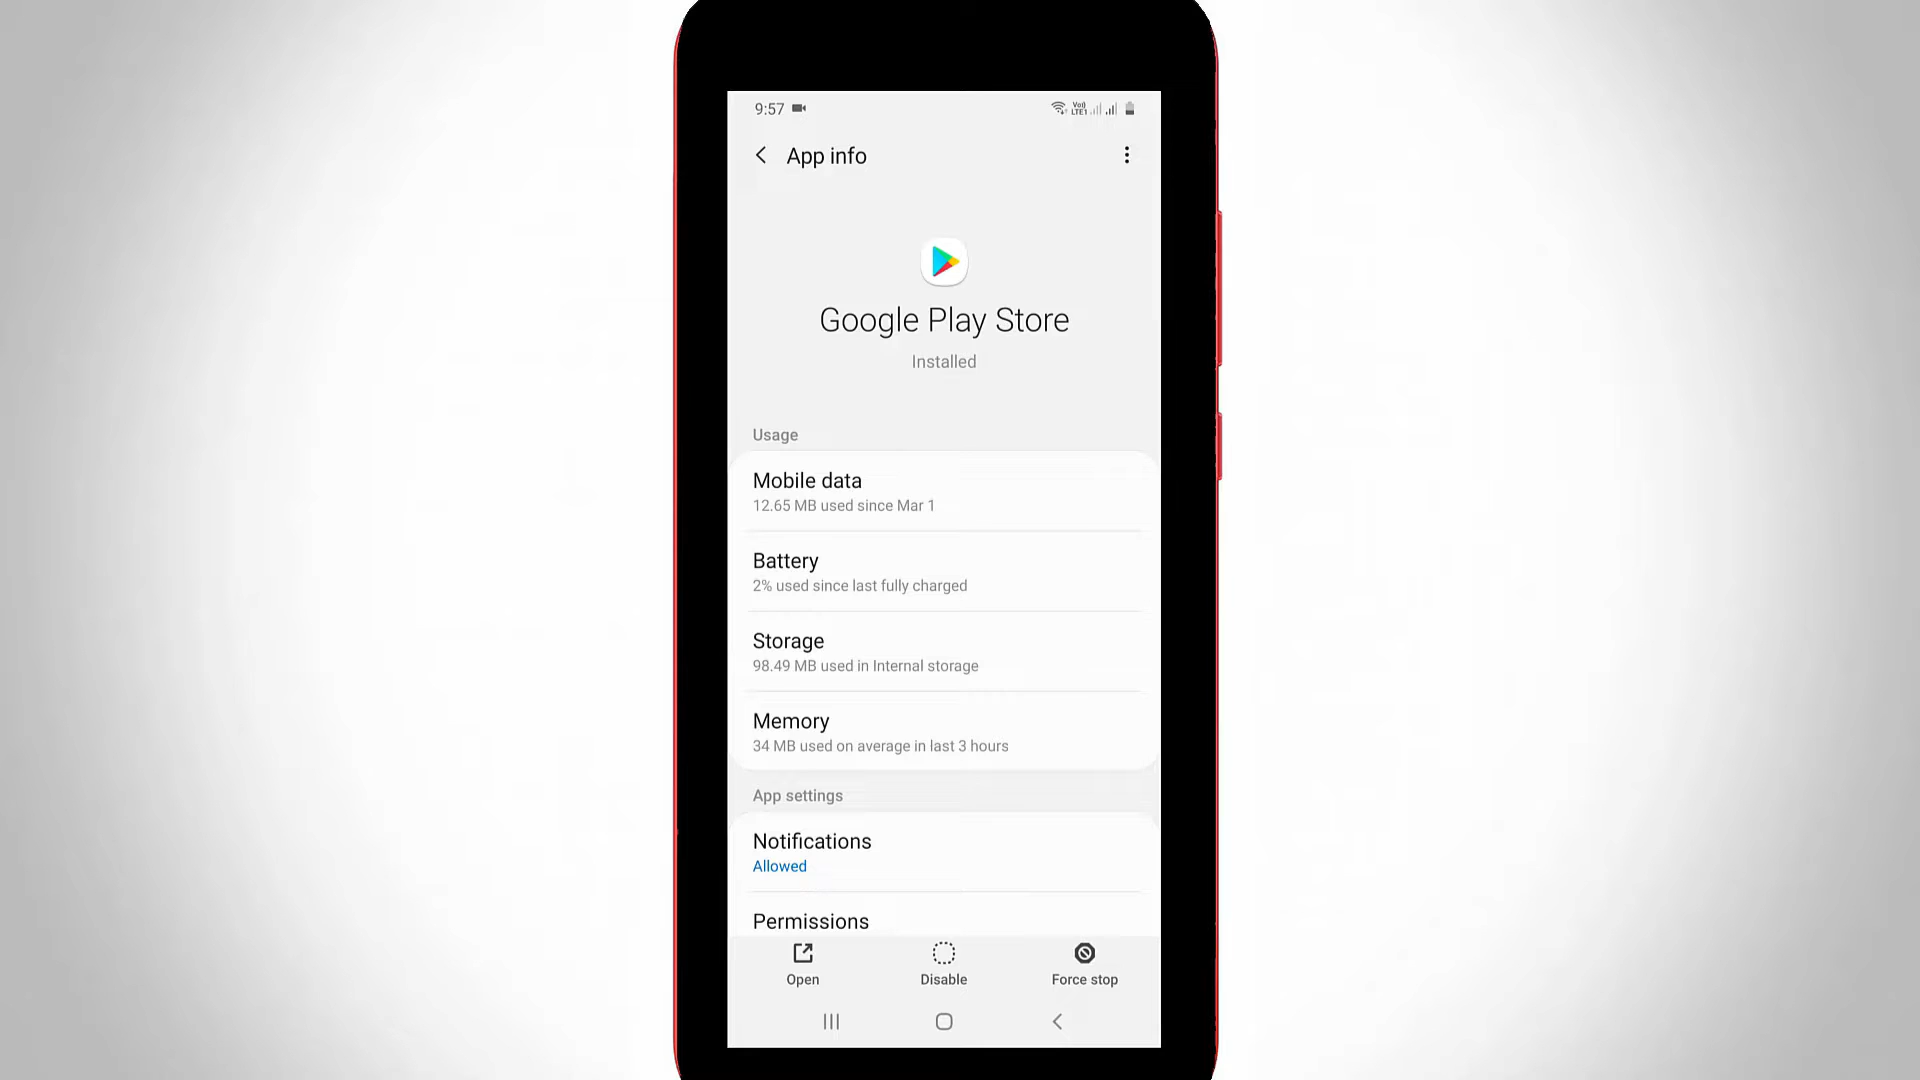 9:57
Vo)
LTE1
App info
Google Play Store
Installed
Usage
Mobile data
12.65 MB used since Mar 1
Battery
2% used since last fully charged
Storage
98.49 MB used in Internal storage
Memory
34 MB used on average in last 3 hours
App settings
Notifications
Allowed
Permissions
Open Disable Force stop